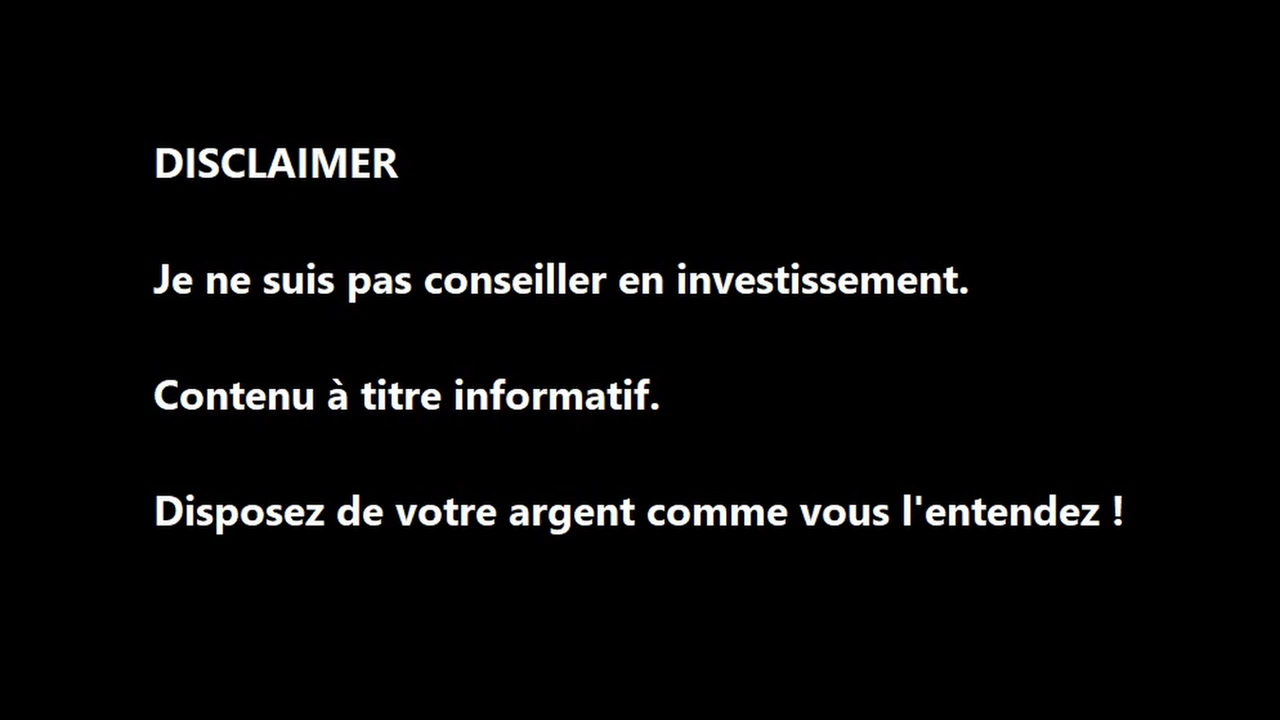 DISCLAIMER
Je ne suis pas conseiller en investissement.
Contenu à titre informatif.
Disposez de votre argent comme vous l'entendez !